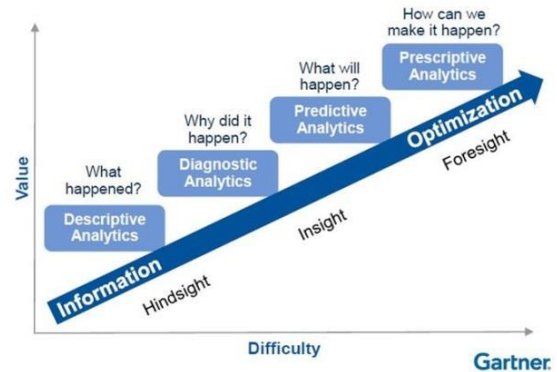 How can we
make it happen?
Prescriptive
Analytics
What will
happen?
Predictive
Analytics
Why did it
happen?
Diagnostic
Analytics
What
happened?
Descriptive
Analytics
Value
Information
Optimization
Hindsight
Insight
Foresight
Difficulty
Gartner